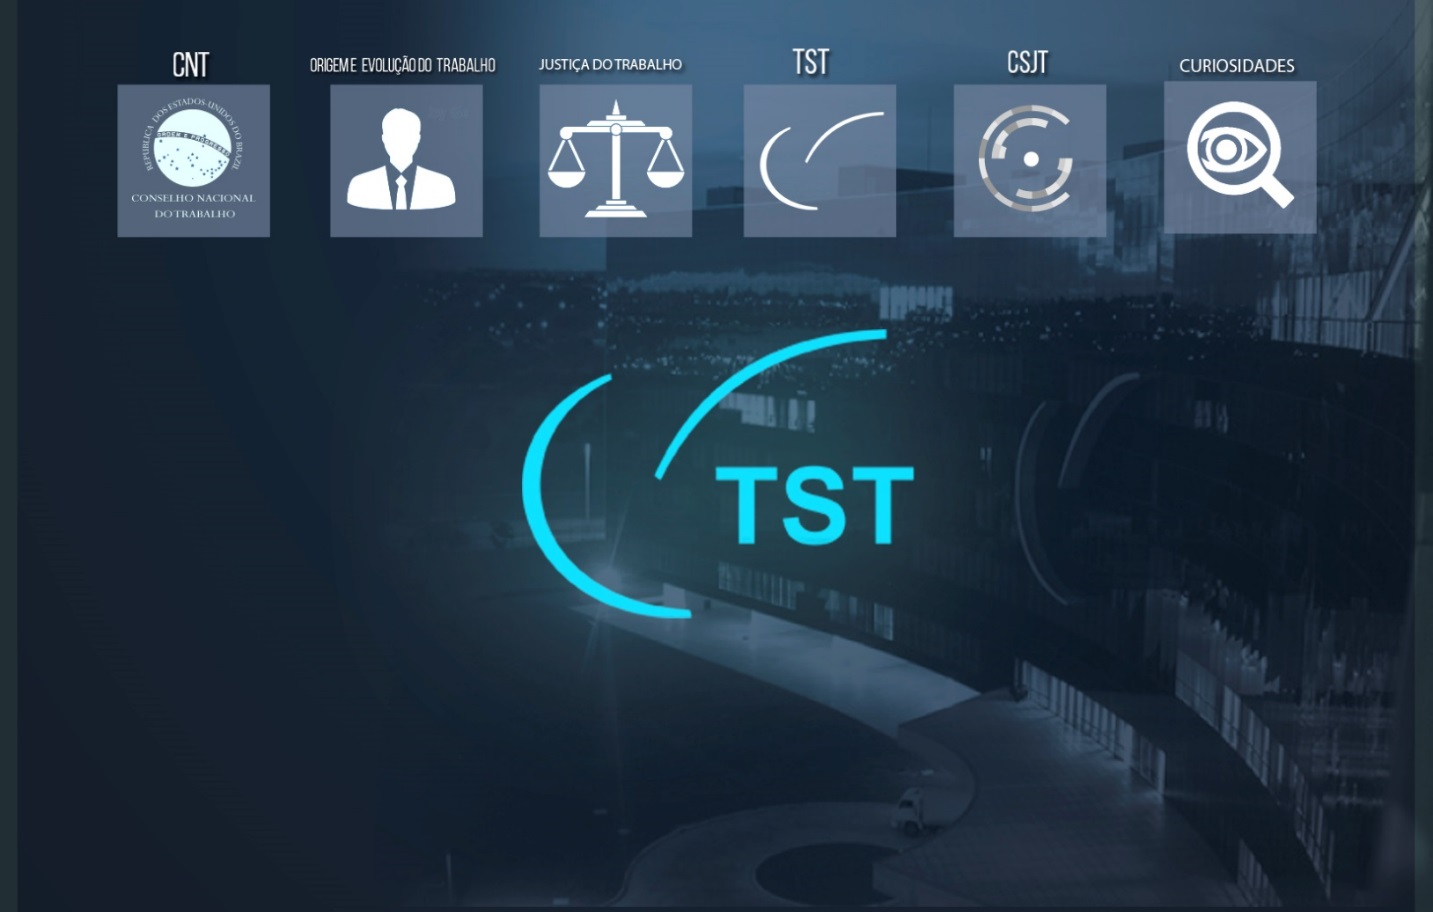 CNT
ORIGEM E EVOLUÇÃO DO TRABALHO
JUSTIÇA DO TRABALHO
TST
CSJT
CURIOSIDADES
REPUBLICA DOS ESTADOS-UNIDOS DO BRAZIL
ORDEM E PROGRESSO
CONSELHO NACIONAL
DO TRABALHO
TST